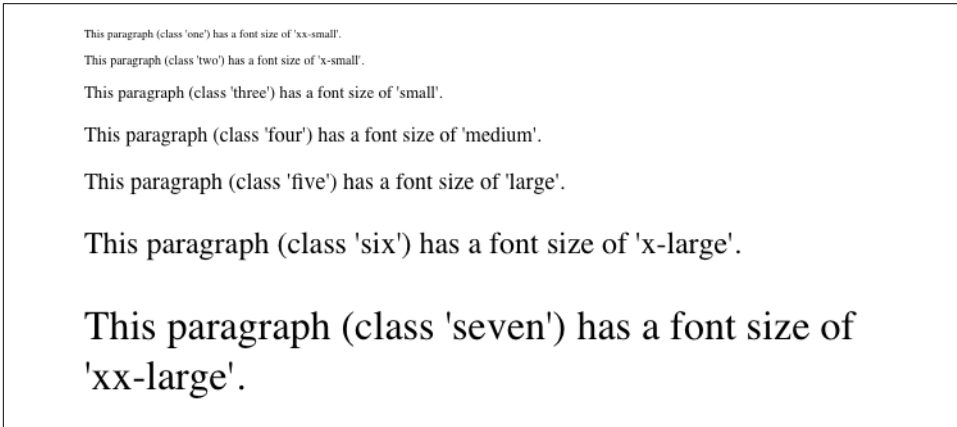 This paragraph (class 'one') has a font size of 'xx-small'.
This paragraph (class 'two') has a font size of 'x-small'.
This paragraph (class 'three') has a font size of 'small'.
This paragraph (class 'four') has a font size of 'medium'.
This paragraph (class 'five') has a font size of 'large'.
This paragraph (class 'six') has a font size of 'x-large'.
This paragraph (class 'seven') has a font size of
'xx-large'.